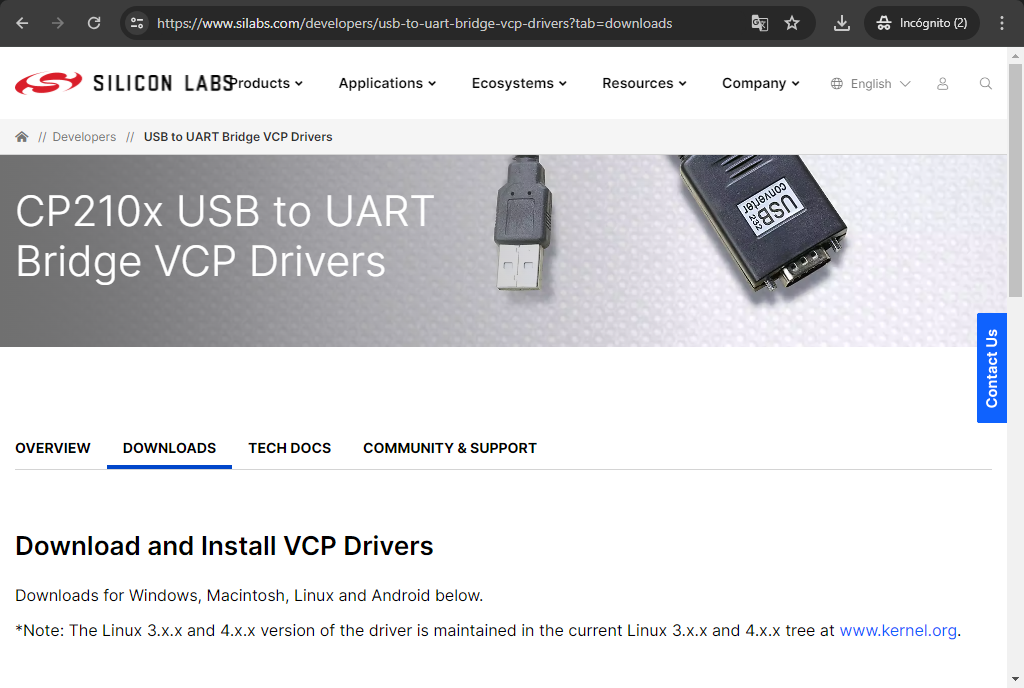 https://www.silabs.com/developers/usb-to-uart-bridge-vcp-drivers?tab=downloads
Incógnito (2)
SILICON LABS
Products
Applications
Ecosystems
Resources
Company
English
// Developers // USB to UART Bridge VCP Drivers
CP210x USB to UART
Bridge VCP Drivers
USB
converter
Contact Us
OVERVIEW
DOWNLOADS
TECH DOCS
COMMUNITY & SUPPORT
Download and Install VCP Drivers
Downloads for Windows, Macintosh, Linux and Android below.
*Note: The Linux 3.x.x and 4.x.x version of the driver is maintained in the current Linux 3.x.x and 4.x.x tree at www.kernel.org.